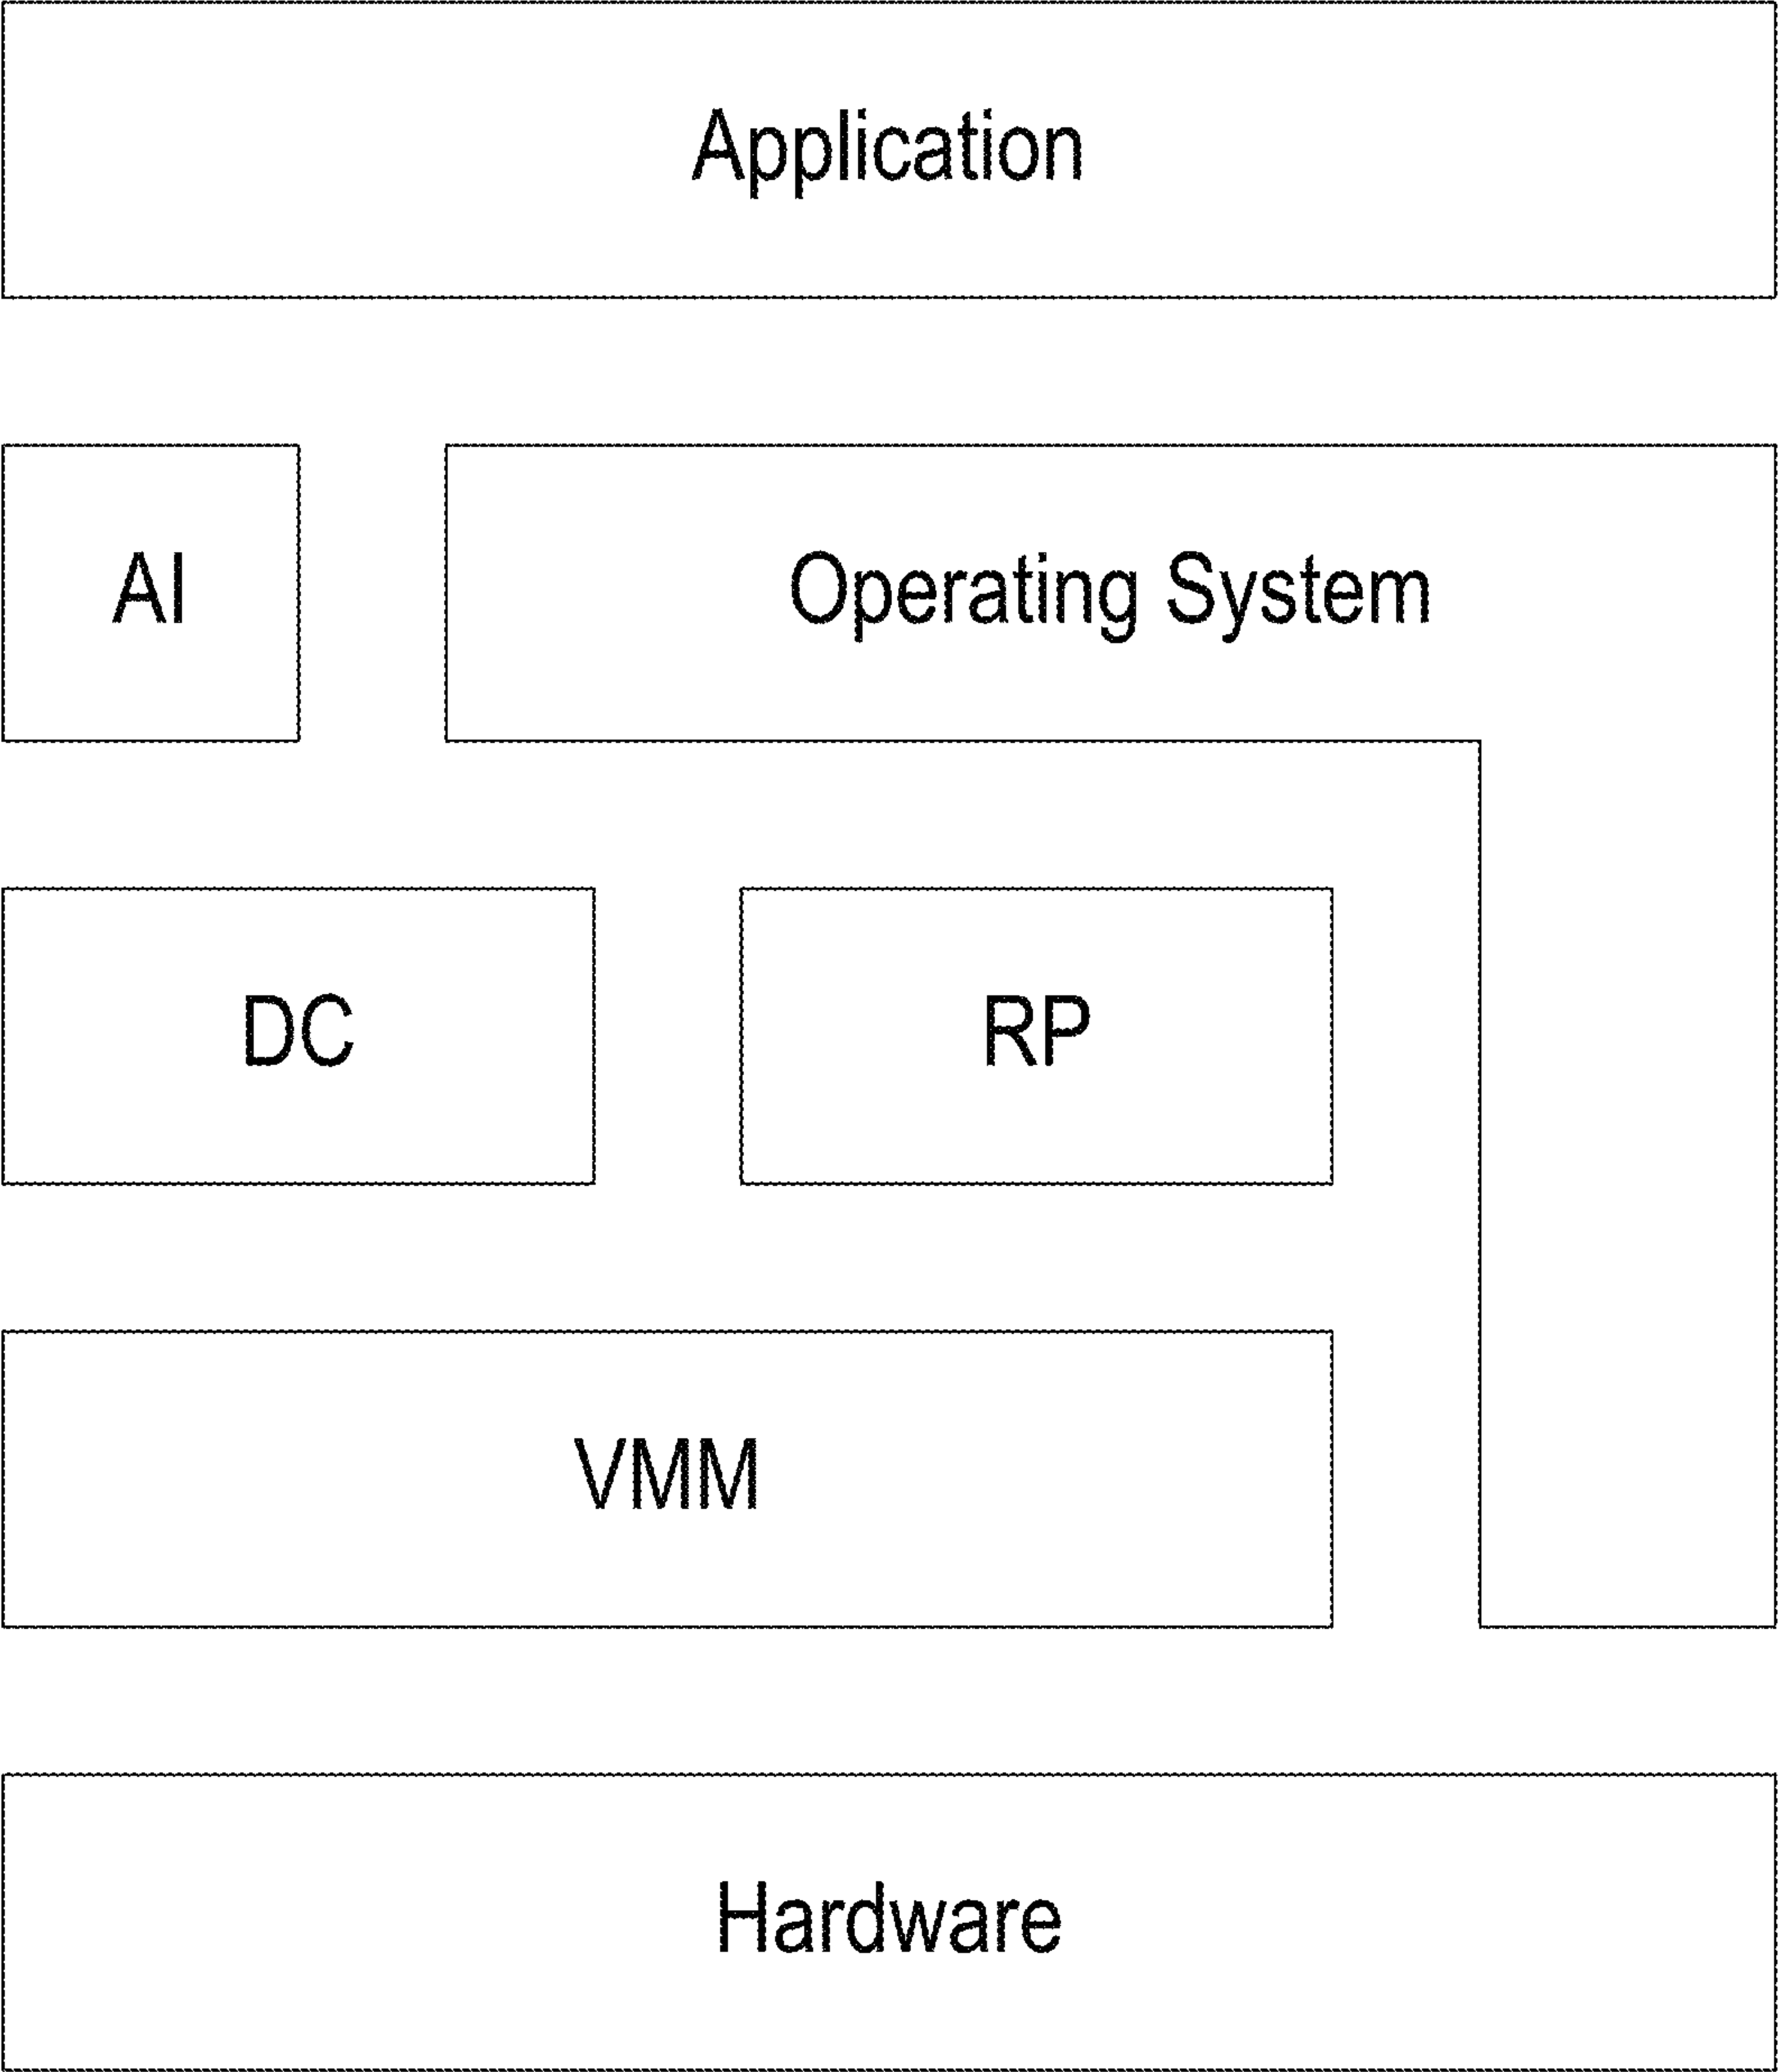 Application
AI
Operating System
DC
RP
VMM
Hardware